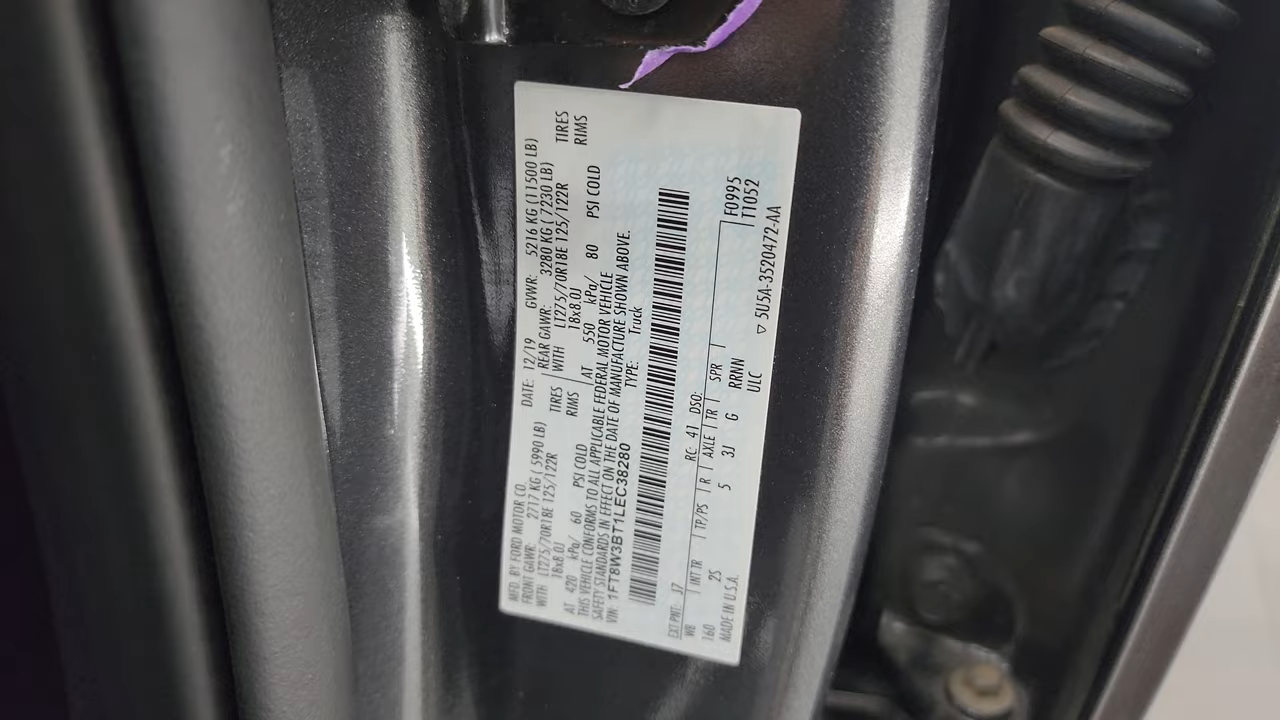 MFD. BY FORD MOTOR CO.
DATE: 12/19 GVWR: 5216 KG (11500 LB)
FRONT GAWR: 2717 KG ( 5990 LB) REAR GAWR: 3280 KG ( 7230 LB)
WITH LT275/70R18E 125/122R TIRES WITH LT275/70R18E 125/122R TIRES
18x8.0J RIMS 18x8.0J RIMS
AT 420 kPa/ 60 PSI COLD AT 550 kPa/ 80 PSI COLD
THIS VEHICLE CONFORMS TO ALL APPLICABLE FEDERAL MOTOR VEHICLE
SAFETY STANDARDS IN EFFECT ON THE DATE OF MANUFACTURE SHOWN ABOVE.
VIN: 1FT8W3BT1LEC38280 TYPE: Truck
EXT PNT: J7 RC: 41 DSO:
WB INT TR TP/PS R AXLE TR SPR F0995
160 2S 5 3J G RRNN T1052
MADE IN U.S.A. ULC 5U5A-3520472-AA